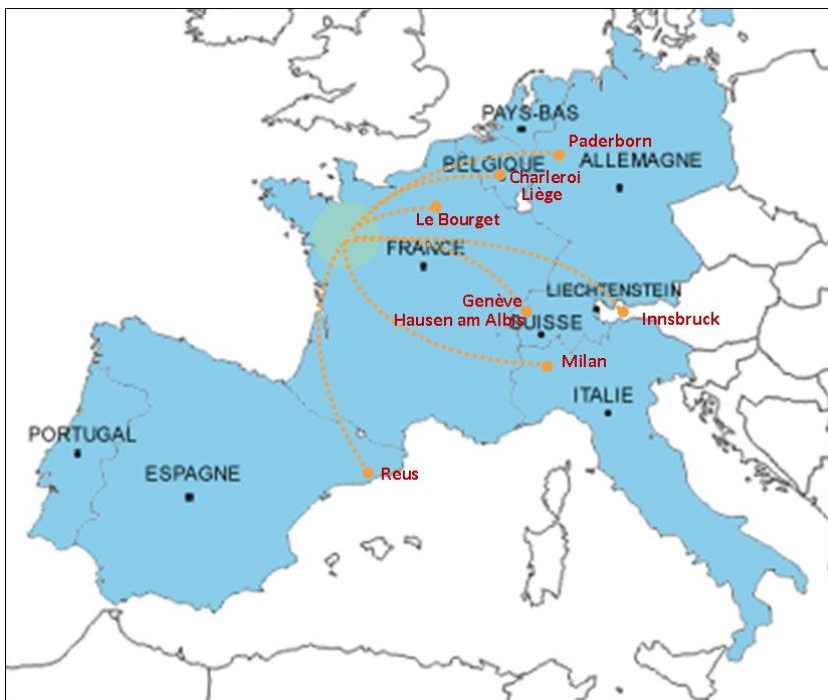 PAYS-BAS
Paderborn
BELGIQUE
ALLEMAGNE
Charleroi
Liège
Le Bourget
FRANCE
LIECHTENSTEIN
Genève
Hausen am Albis
SUISSE
Innsbruck
Milan
ITALIE
PORTUGAL
ESPAGNE
Reus